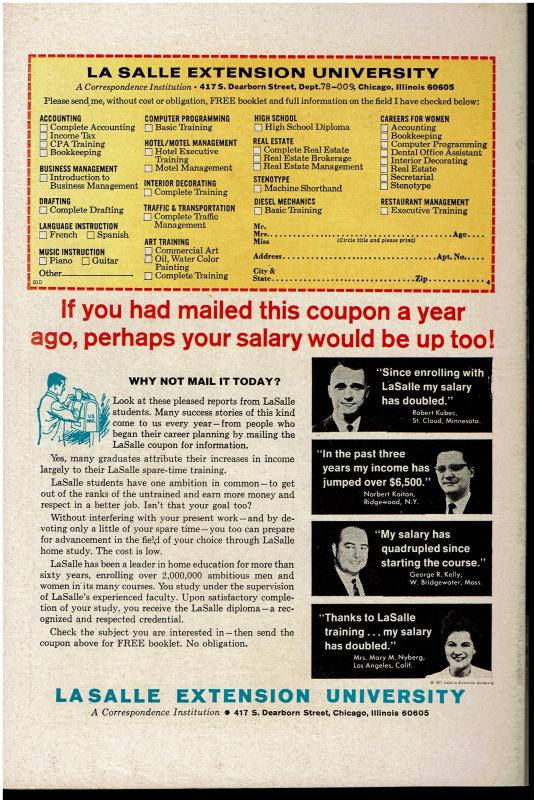 LA SALLE EXTENSION UNIVERSITY
A Correspondence Institution • 417 S. Dearborn Street, Dept.78-009, Chicago, Illinois 60605
Please send me, without cost or obligation, FREE booklet and full information on the field I have checked below:
ACCOUNTING
Complete Accounting
Income Tax
CPA Training
Bookkeeping
BUSINESS MANAGEMENT
Introduction to
Business Management
DRAFTING
Complete Drafting
LANGUAGE INSTRUCTION
French Spanish
MUSIC INSTRUCTION
Piano Guitar
Other
01D
COMPUTER PROGRAMMING
Basic Training
HOTEL/MOTEL MANAGEMENT
Hotel Executive
Training
Motel Management
INTERIOR DECORATING
Complete Training
TRAFFIC & TRANSPORTATION
Complete Traffic
Management
ART TRAINING
Commercial Art
Oil, Water Color
Painting
Complete Training
HIGH SCHOOL
High School Diploma
REAL ESTATE
Complete Real Estate
Real Estate Brokerage
Real Estate Management
STENOTYPE
Machine Shorthand
DIESEL MECHANICS
Basic Training
CAREERS FOR WOMEN
Accounting
Bookkeeping
Computer Programming
Dental Office Assistant
Interior Decorating
Real Estate
Secretarial
Stenotype
RESTAURANT MANAGEMENT
Executive Training
Mr.
Mrs. Age
Miss (Circle title and please print)
Address Apt. No.
City &
State Zip
4
If you had mailed this coupon a year
ago, perhaps your salary would be up too!
U.S. MAIL
WHY NOT MAIL IT TODAY?
Look at these pleased reports from LaSalle
students. Many success stories of this kind
come to us every year—from people who
began their career planning by mailing the
LaSalle coupon for information.
Yes, many graduates attribute their increases in income
largely to their LaSalle spare-time training.
LaSalle students have one ambition in common—to get
out of the ranks of the untrained and earn more money and
respect in a better job. Isn't that your goal too?
Without interfering with your present work—and by de-
voting only a little of your spare time—you too can prepare
for advancement in the field of your choice through LaSalle
home study. The cost is low.
LaSalle has been a leader in home education for more than
sixty years, enrolling over 2,000,000 ambitious men and
women in its many courses. You study under the supervision
of LaSalle's experienced faculty. Upon satisfactory comple-
tion of your study, you receive the LaSalle diploma—a rec-
ognized and respected credential.
Check the subject you are interested in—then send the
coupon above for FREE booklet. No obligation.
"Since enrolling with
LaSalle my salary
has doubled."
Robert Kubec,
St. Cloud, Minnesota.
"In the past three
years my income has
jumped over $6,500."
Norbert Kaitan,
Ridgewood, N.Y.
"My salary has
quadrupled since
starting the course."
George R. Kelly,
W. Bridgewater, Mass.
"Thanks to LaSalle
training . . . my salary
has doubled."
Mrs. Mary M. Nyberg,
Los Angeles, Calif.
© 1971 LaSalle Extension University
LA SALLE EXTENSION UNIVERSITY
A Correspondence Institution • 417 S. Dearborn Street, Chicago, Illinois 60605